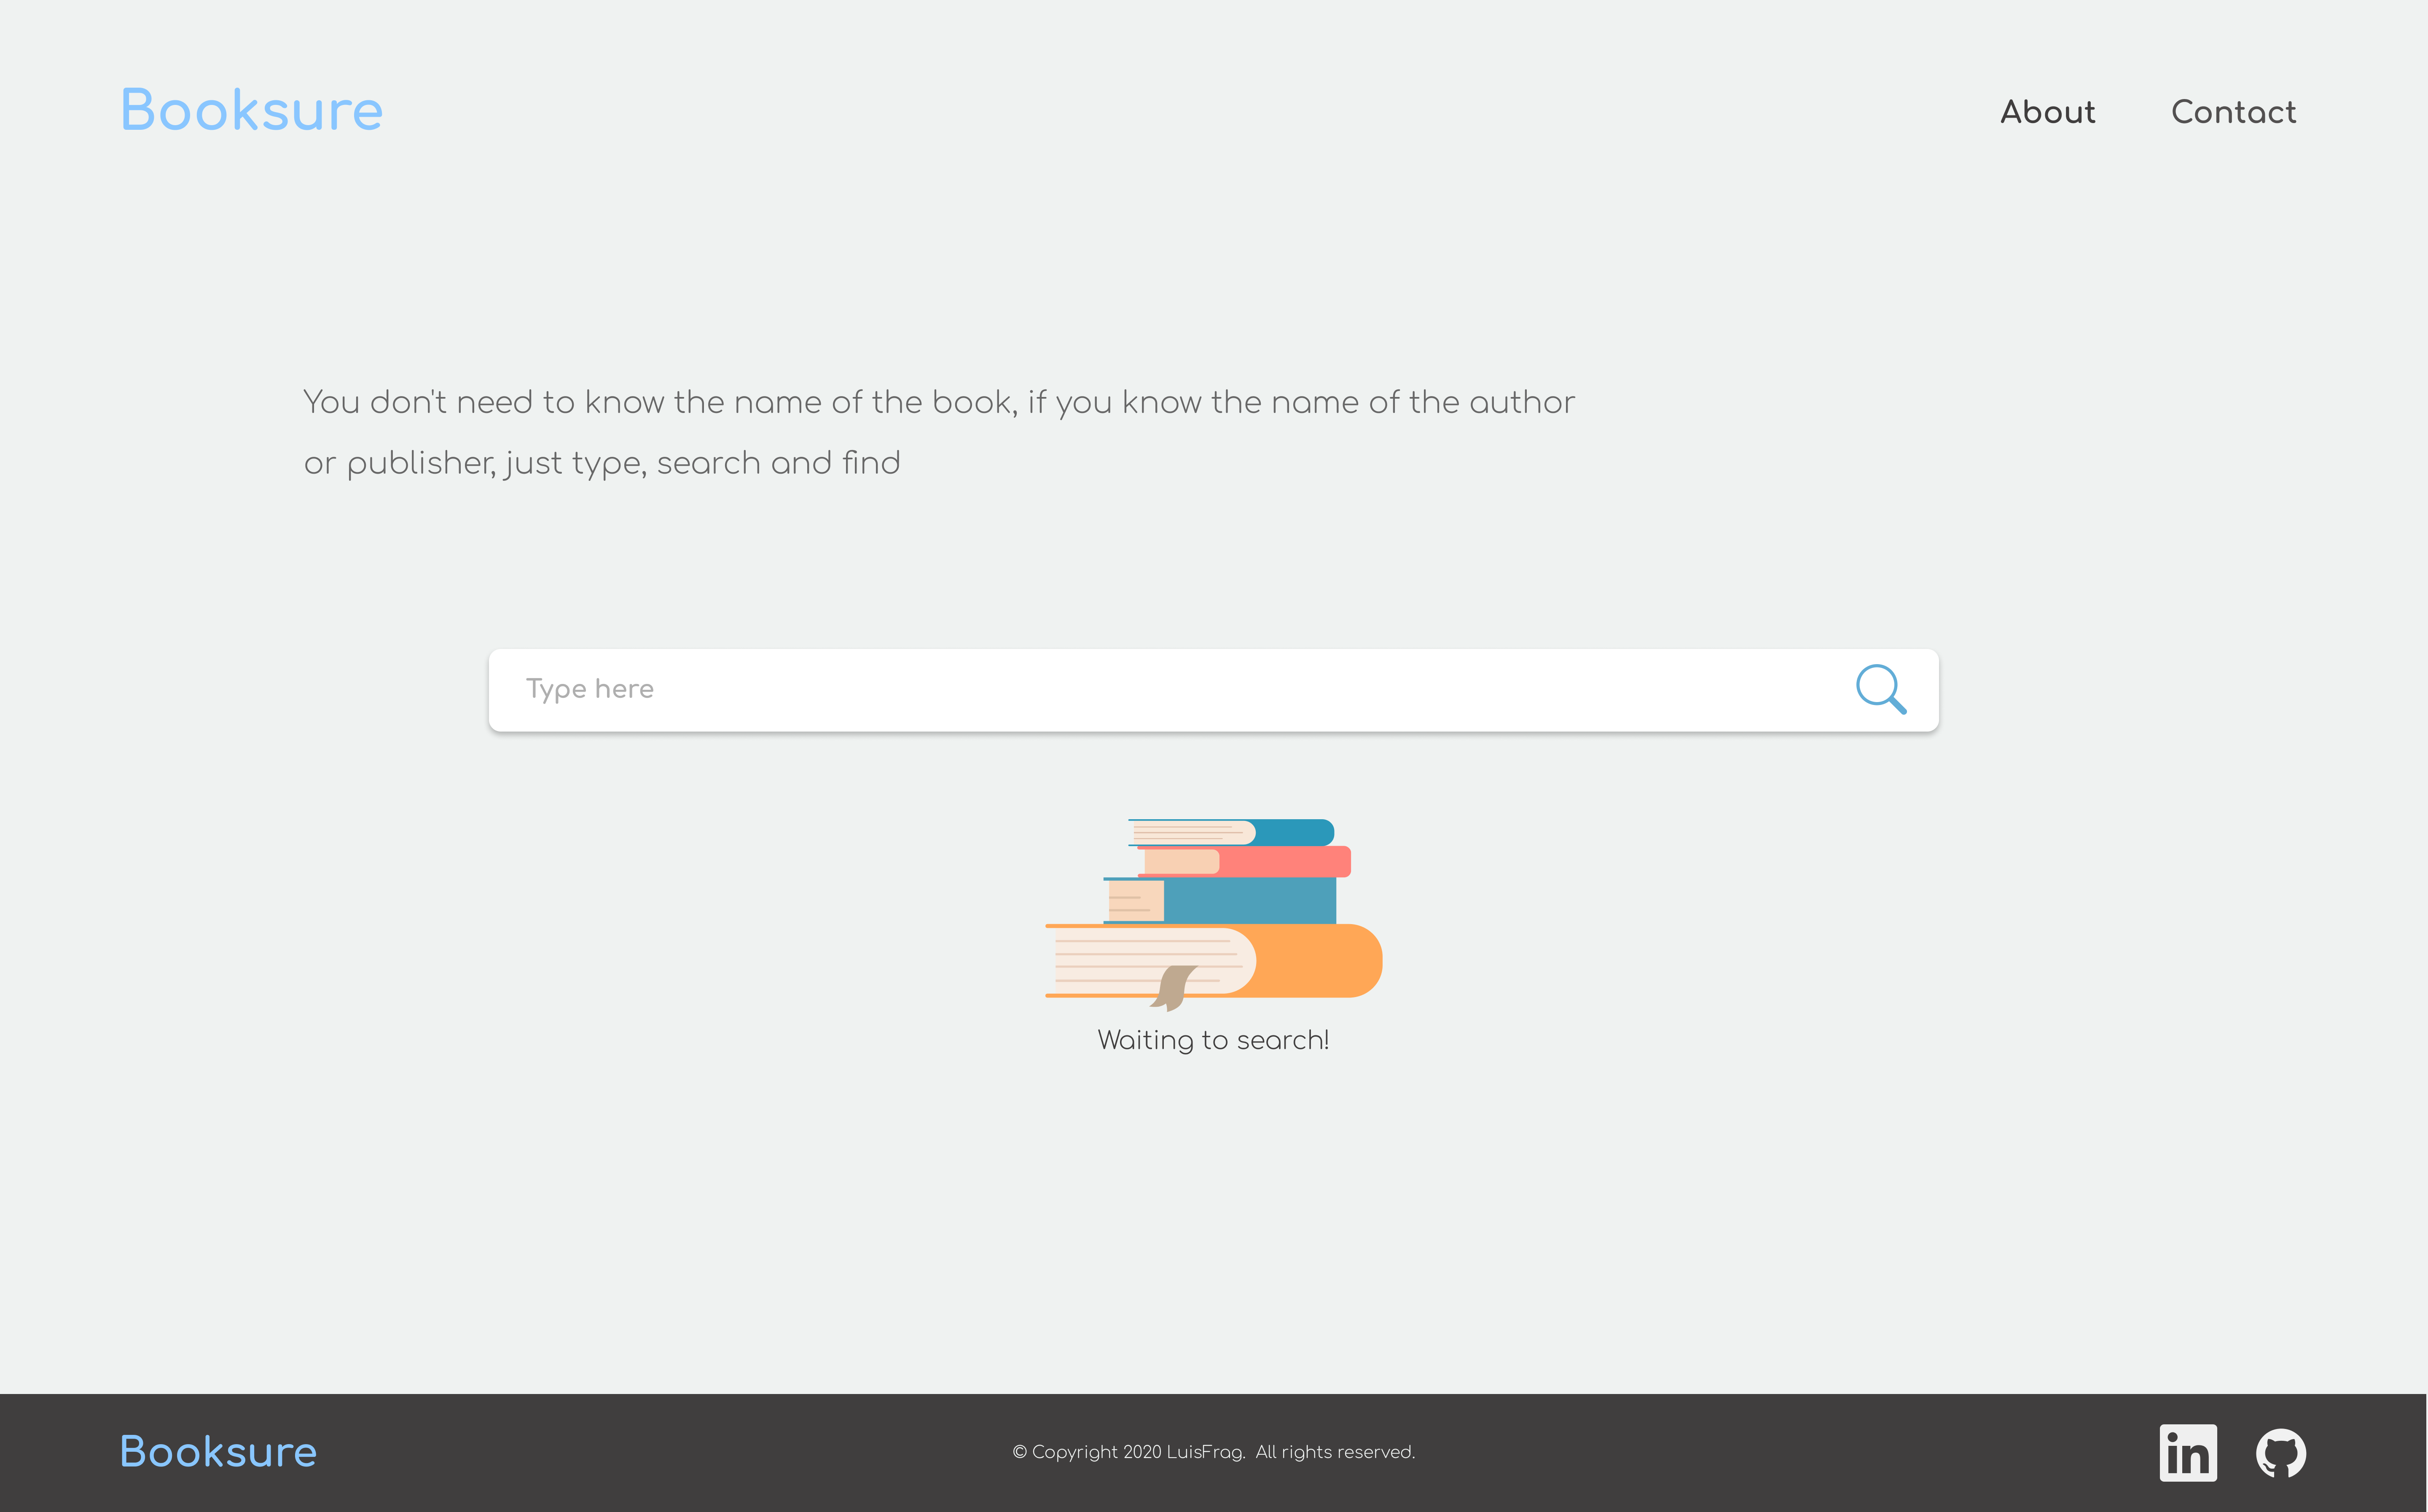 Booksure
About
Contact
You don't need to know the name of the book, if you know the name of the author
or publisher, just type, search and find
Type here
Waiting to search!
Booksure
© Copyright 2020 LuisFrag.  All rights reserved.
in